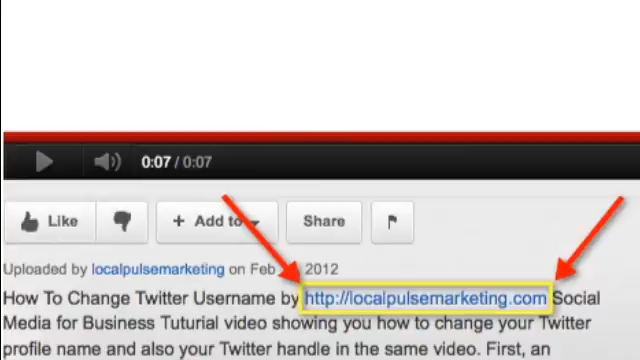 0:07 / 0:07
Like + Add to Share
Uploaded by localpulsemarketing on Feb 2012
How To Change Twitter Username by http://localpulsemarketing.com Social
Media for Business Tuturial video showing you how to change your Twitter
profile name and also your Twitter handle in the same video. First, an